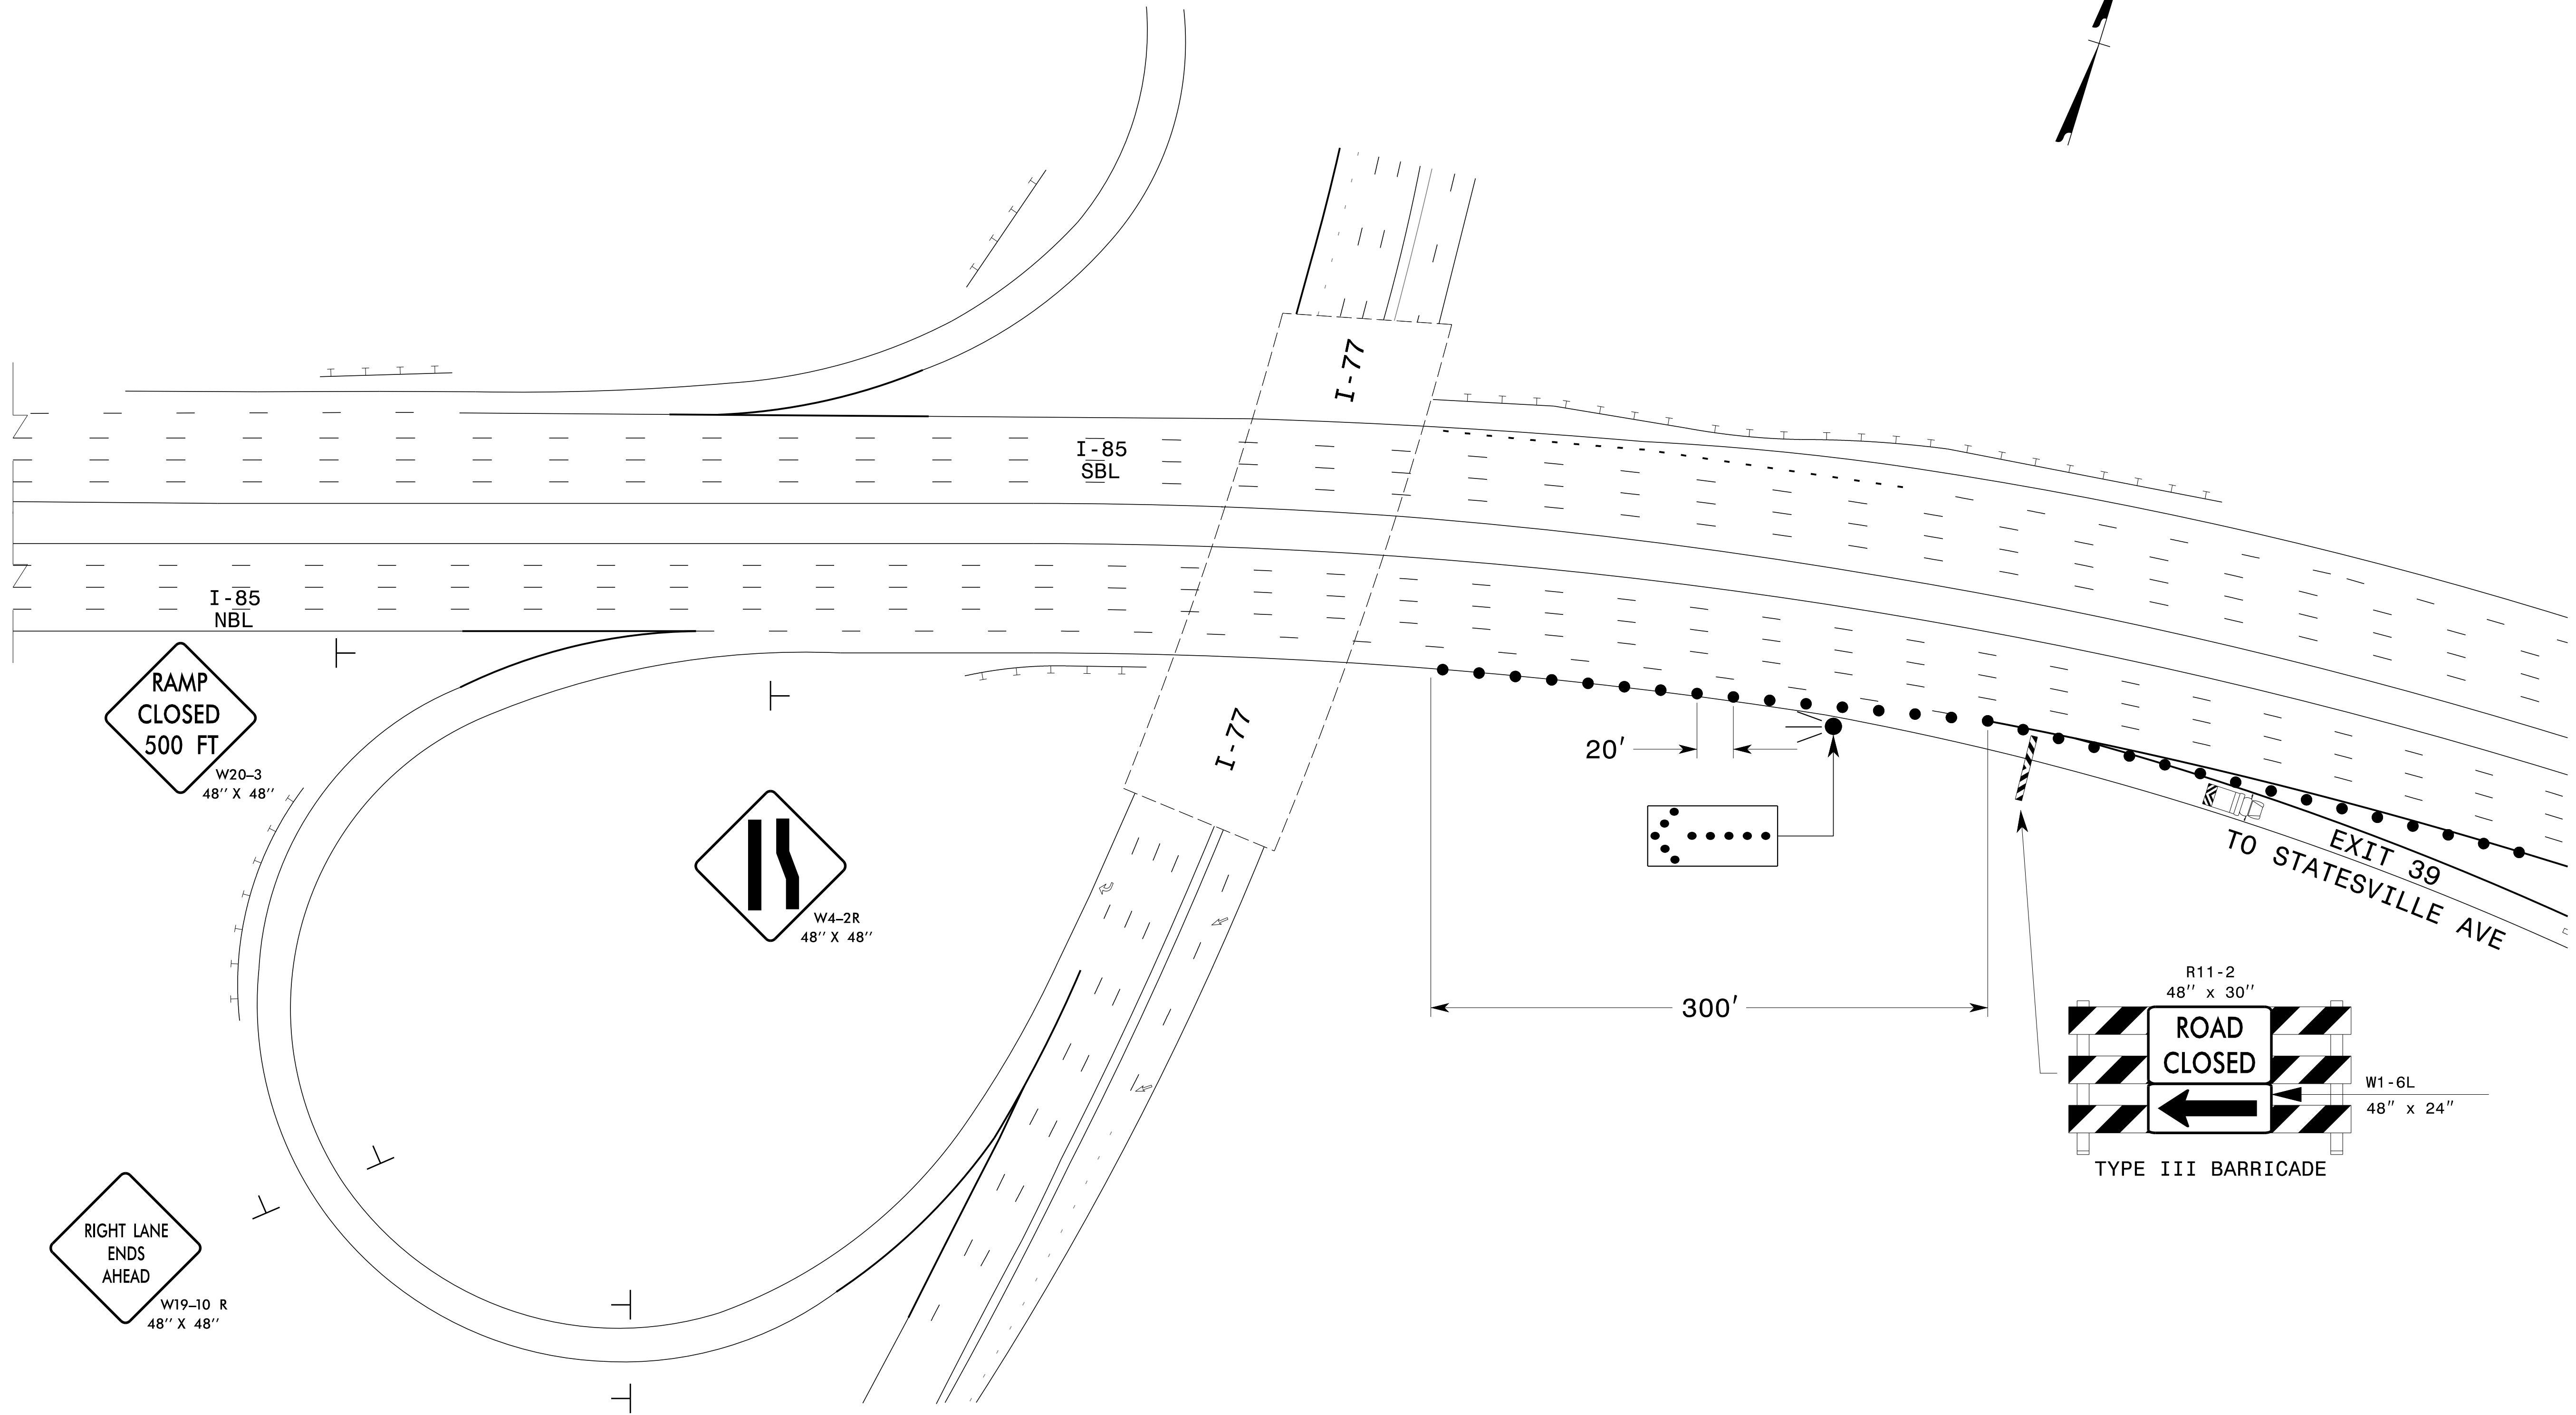 I-77
I-85
SBL
I-85
NBL
RAMP
CLOSED
500 FT
W20–3
48'' X 48''
I-77
20'
W4–2R
48'' X 48''
EXIT 39
TO STATESVILLE AVE
300'
R11-2
48'' x 30''
ROAD
CLOSED
W1-6L
48" x 24"
TYPE III BARRICADE
RIGHT LANE
ENDS
AHEAD
W19–10 R
48'' X 48''